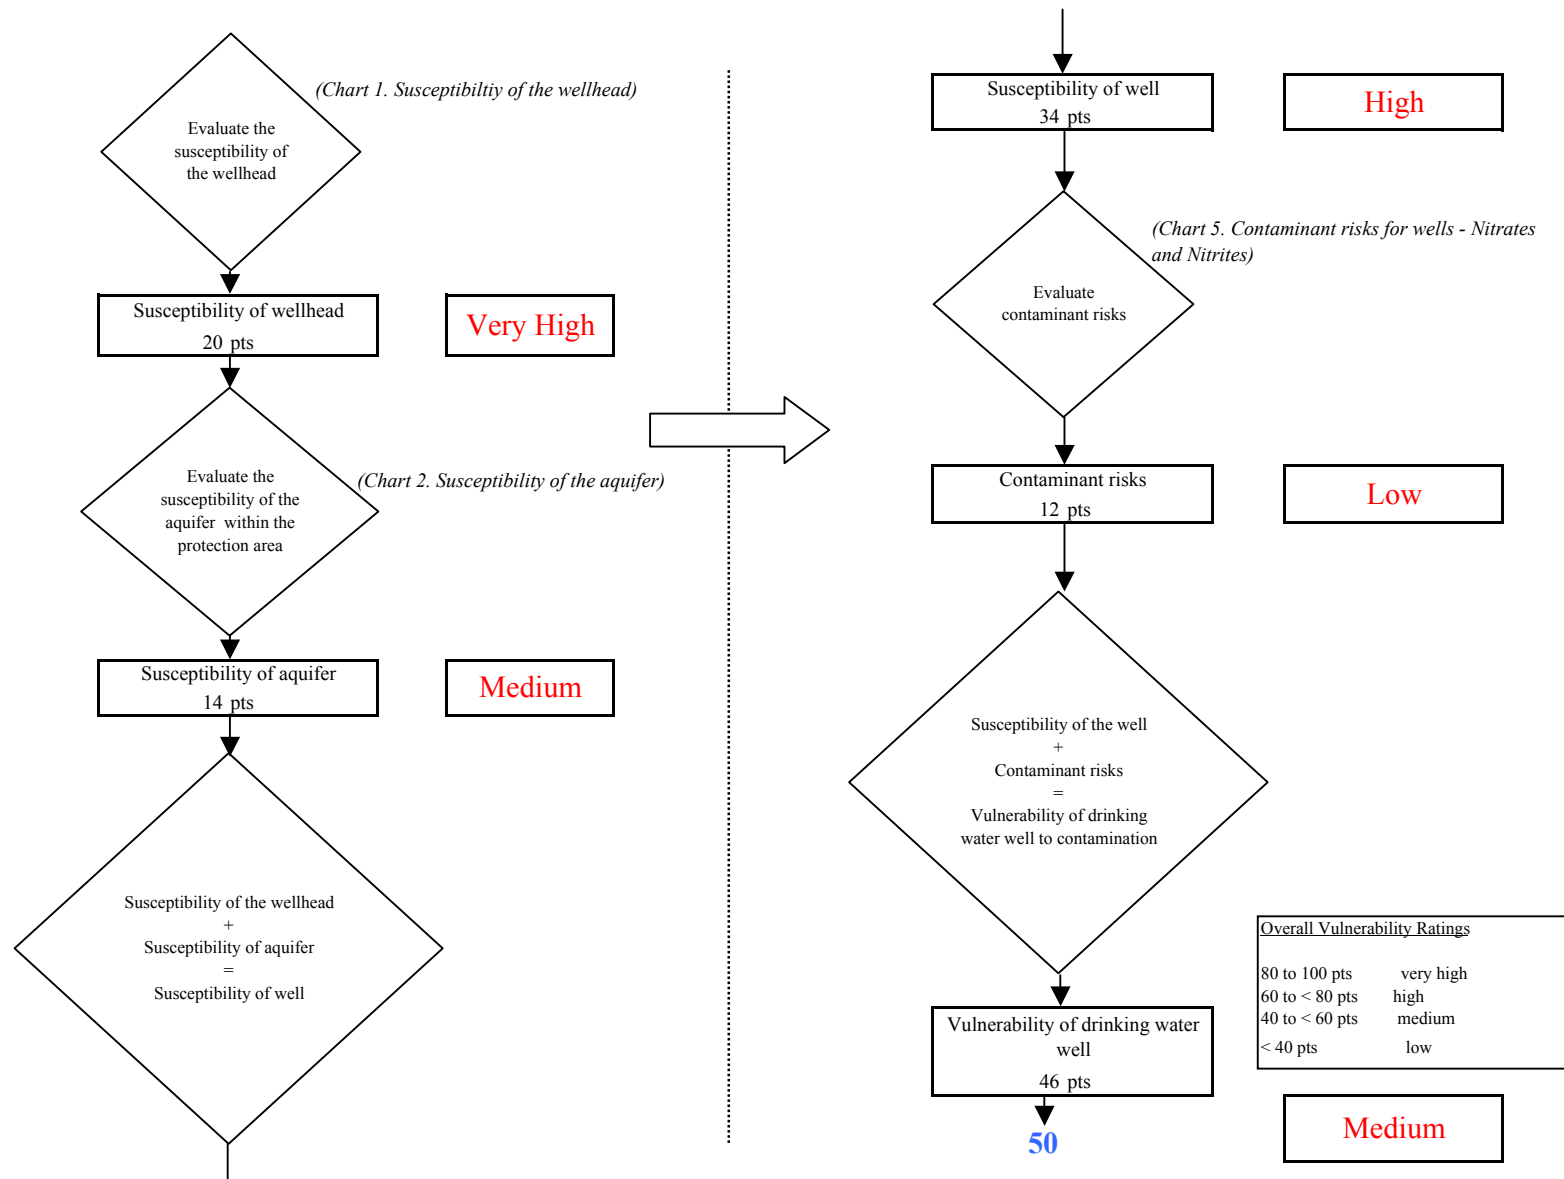 (Chart 1. Susceptibiltiy of the wellhead)
Evaluate the
susceptibility of
the wellhead
Susceptibility of wellhead
20 pts
Very High
Evaluate the
susceptibility of the
aquifer within the
protection area
(Chart 2. Susceptibility of the aquifer)
Susceptibility of aquifer
14 pts
Medium
Susceptibility of the wellhead
+
Susceptibility of aquifer
=
Susceptibility of well
Susceptibility of well
34 pts
High
(Chart 5. Contaminant risks for wells - Nitrates
and Nitrites)
Evaluate
contaminant risks
Contaminant risks
12 pts
Low
Susceptibility of the well
+
Contaminant risks
=
Vulnerability of drinking
water well to contamination
Overall Vulnerability Ratings
80 to 100 pts very high
60 to < 80 pts high
40 to < 60 pts medium
< 40 pts low
Vulnerability of drinking water
well
46 pts
50
Medium